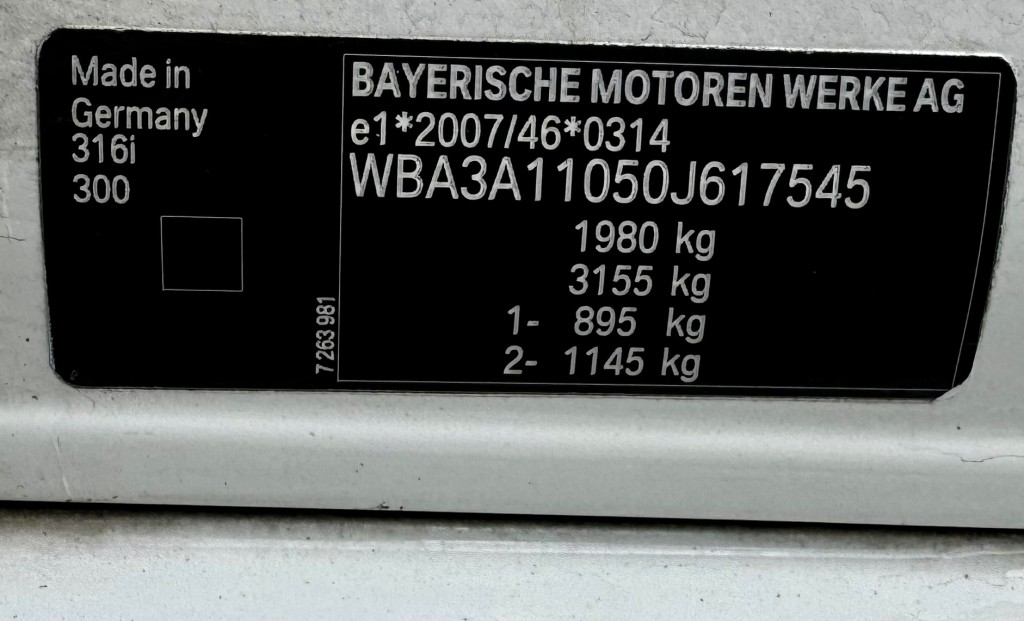 Made in
Germany
316i
300
7 263 981
BAYERISCHE MOTOREN WERKE AG
e1*2007/46*0314
WBA3A11050J617545
1980 kg
3155 kg
1- 895 kg
2- 1145 kg